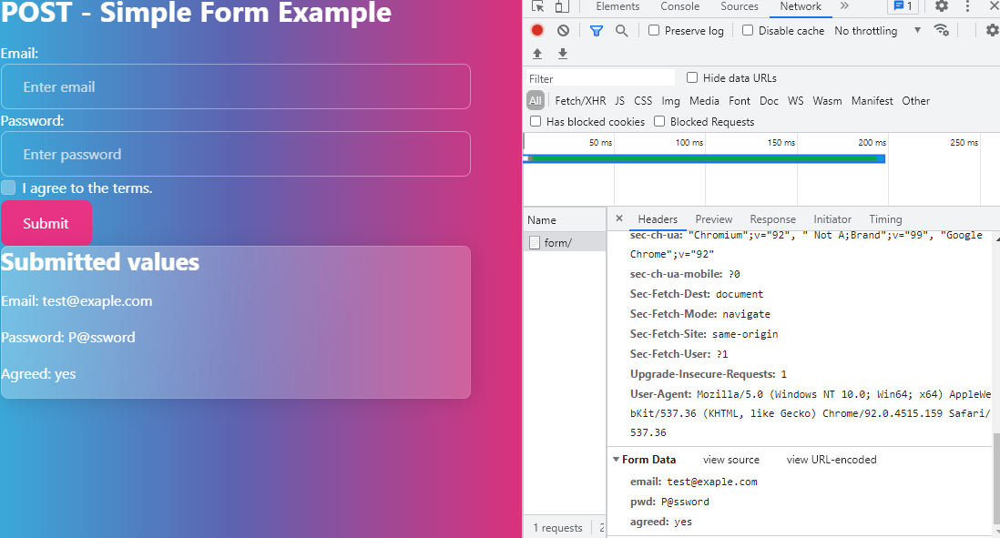 POST - Simple Form Example
Email:
Enter email
Password:
Enter password
I agree to the terms.
Submit
Submitted values
Email: test@exaple.com
Password: P@ssword
Agreed: yes
Elements Console Sources Network » 1
Preserve log Disable cache No throttling
Filter Hide data URLs
All Fetch/XHR JS CSS Img Media Font Doc WS Wasm Manifest Other
Has blocked cookies Blocked Requests
50 ms 100 ms 150 ms 200 ms 250 ms
Name
form/
1 requests 2
× Headers Preview Response Initiator Timing
sec-ch-ua: "Chromium";v="92", " Not A;Brand";v="99", "Google
Chrome";v="92"
sec-ch-ua-mobile: ?0
Sec-Fetch-Dest: document
Sec-Fetch-Mode: navigate
Sec-Fetch-Site: same-origin
Sec-Fetch-User: ?1
Upgrade-Insecure-Requests: 1
User-Agent: Mozilla/5.0 (Windows NT 10.0; Win64; x64) AppleWe
bKit/537.36 (KHTML, like Gecko) Chrome/92.0.4515.159 Safari/
537.36
Form Data view source view URL-encoded
email: test@exaple.com
pwd: P@ssword
agreed: yes